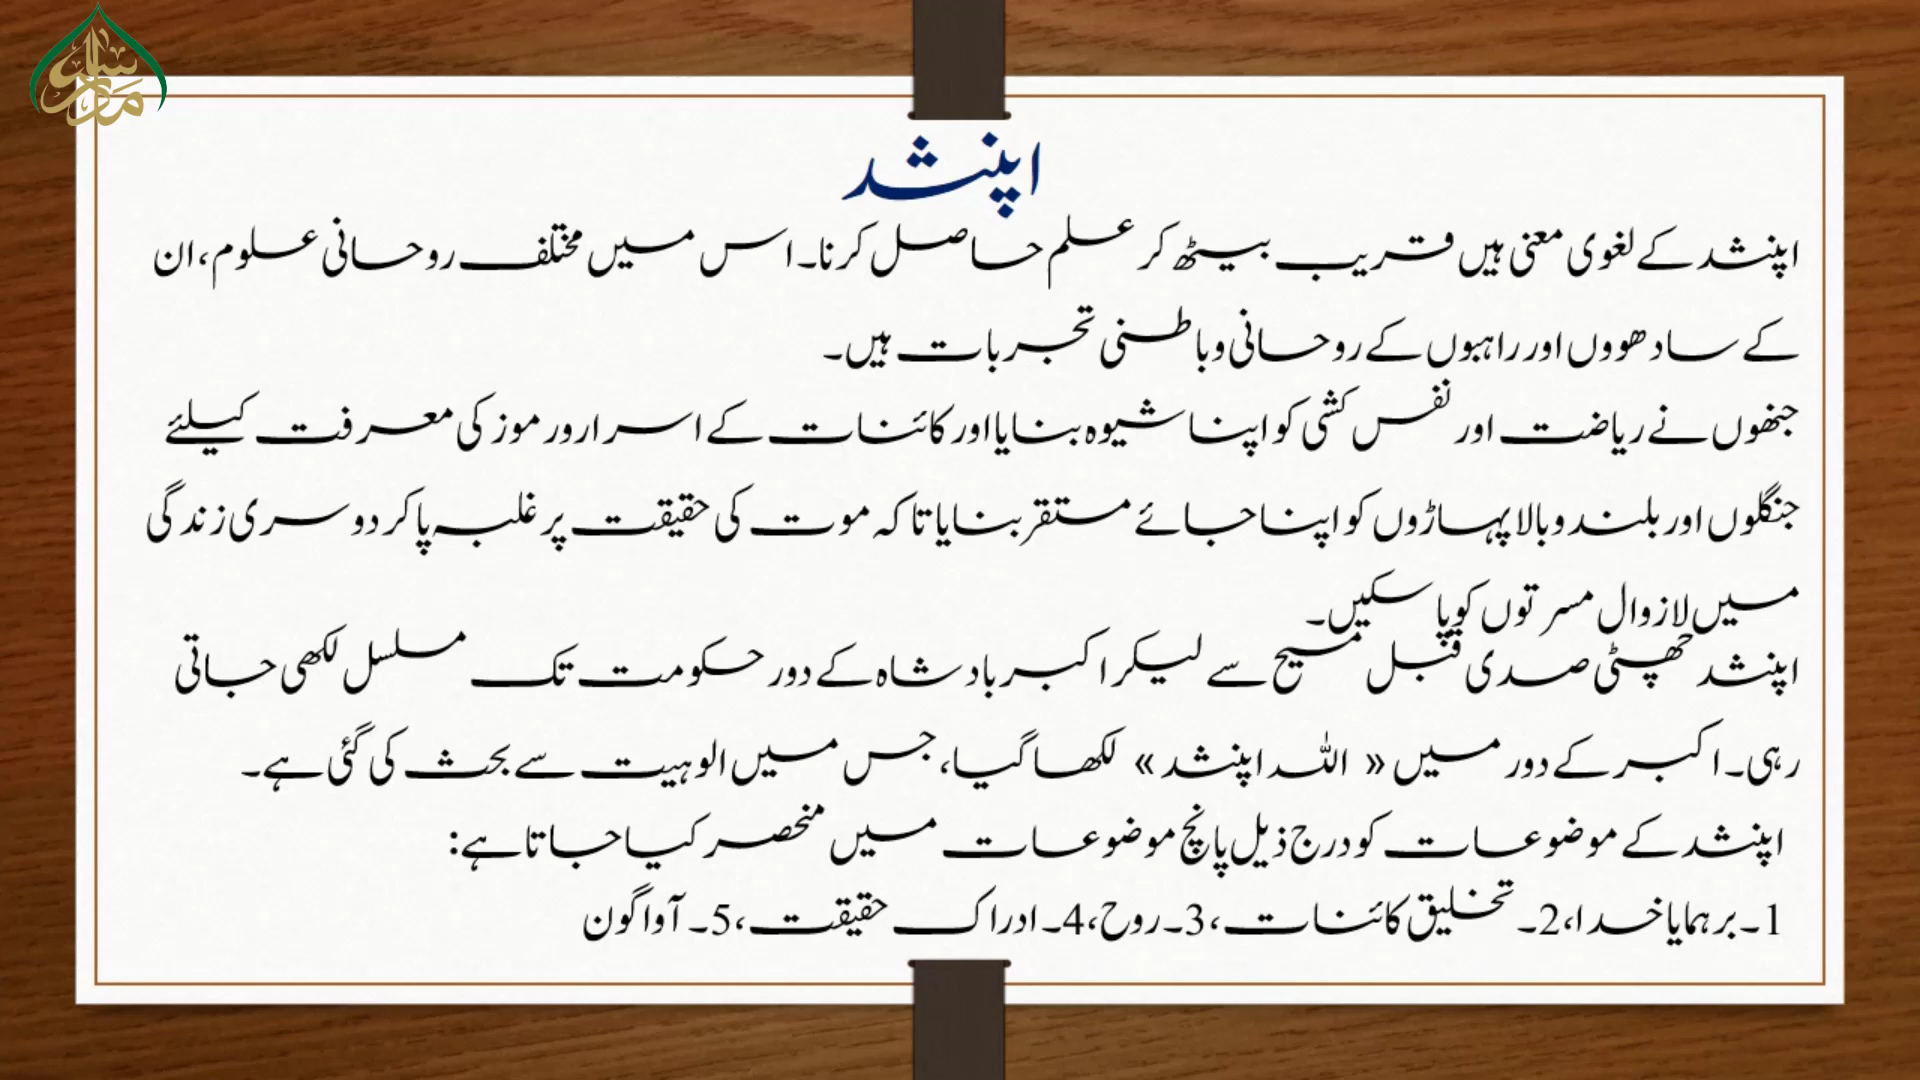 اپنشد
اپنشد کے لغوی معنی ہیں قریب بیٹھ کر علم حاصل کرنا۔ اس میں مختلف روحانی علوم، ان
کے سادھووں اور راہبوں کے روحانی و باطنی تجربات ہیں۔
جنھوں نے ریاضت اور نفس کشی کو اپنا شیوہ بنایا اور کائنات کے اسرار ورموز کی معرفت کیلئے
جنگلوں اور بلند و بالا پہاڑوں کو اپنا جائے مستقر بنایا تاکہ موت کی حقیقت پر غلبہ پاکر دوسری زندگی
میں لازوال مسرتوں کو پا سکیں۔
اپنشد چھٹی صدی قبل مسیح سے لیکر اکبر بادشاہ کے دور حکومت تک مسلسل لکھی جاتی
رہی۔ اکبر کے دور میں « اللہ اپنشد » لکھا گیا، جس میں الوہیت سے بحث کی گئی ہے۔
اپنشد کے موضوعات کو درج ذیل پانچ موضوعات میں منحصر کیا جاتا ہے:
1۔ برہما یا خدا، 2۔ تخلیق کائنات، 3۔ روح، 4۔ ادراک حقیقت، 5۔ آواگون